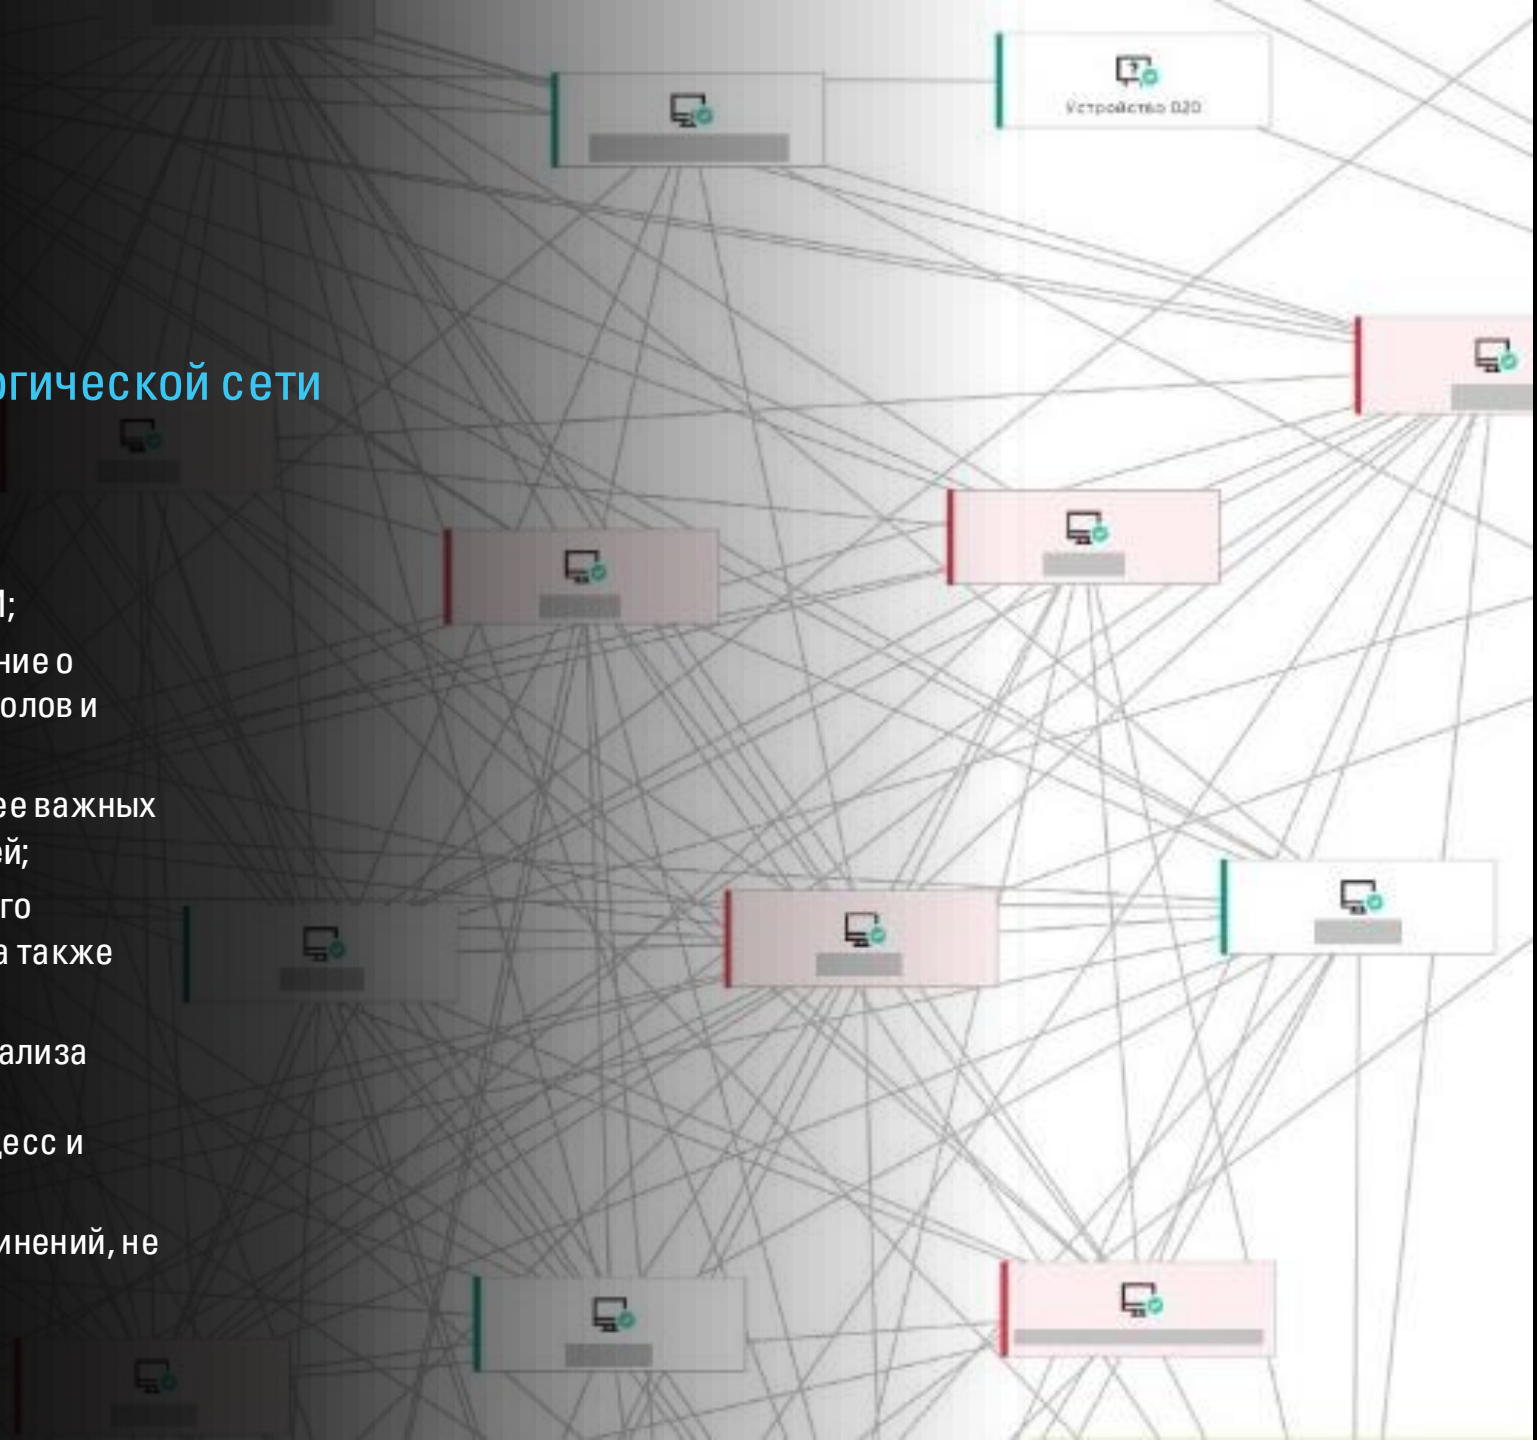 Устройство 020
огической сети
И;
ние о
олов и
ее важных
ей;
го
а также
ализа
цесс и
инений, не